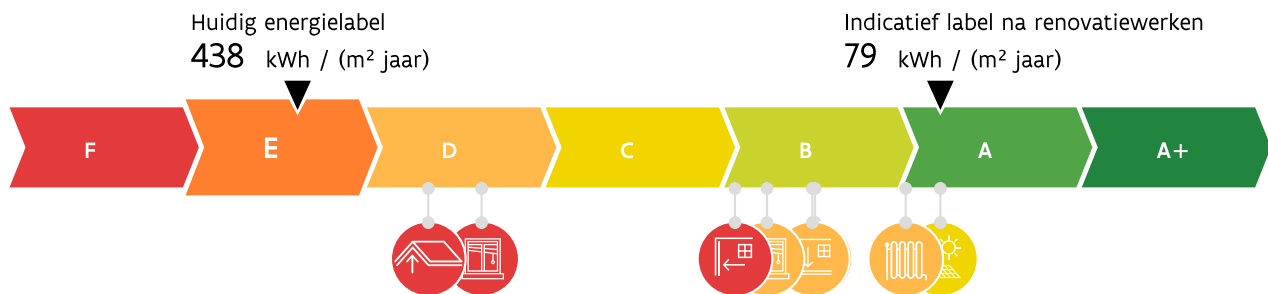 Huidig energielabel
438 kWh / (m² jaar)
Indicatief label na renovatiewerken
79 kWh / (m² jaar)
F E D C B A A+